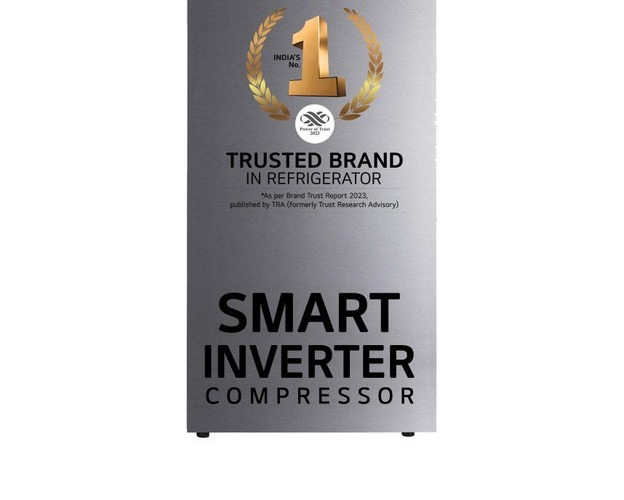 INDIA'S
No.
1
Power of Trust
2023
TRUSTED BRAND
IN REFRIGERATOR
*As per Brand Trust Report 2023,
published by TRA (formerly Trust Research Advisory)
SMART
INVERTER
COMPRESSOR